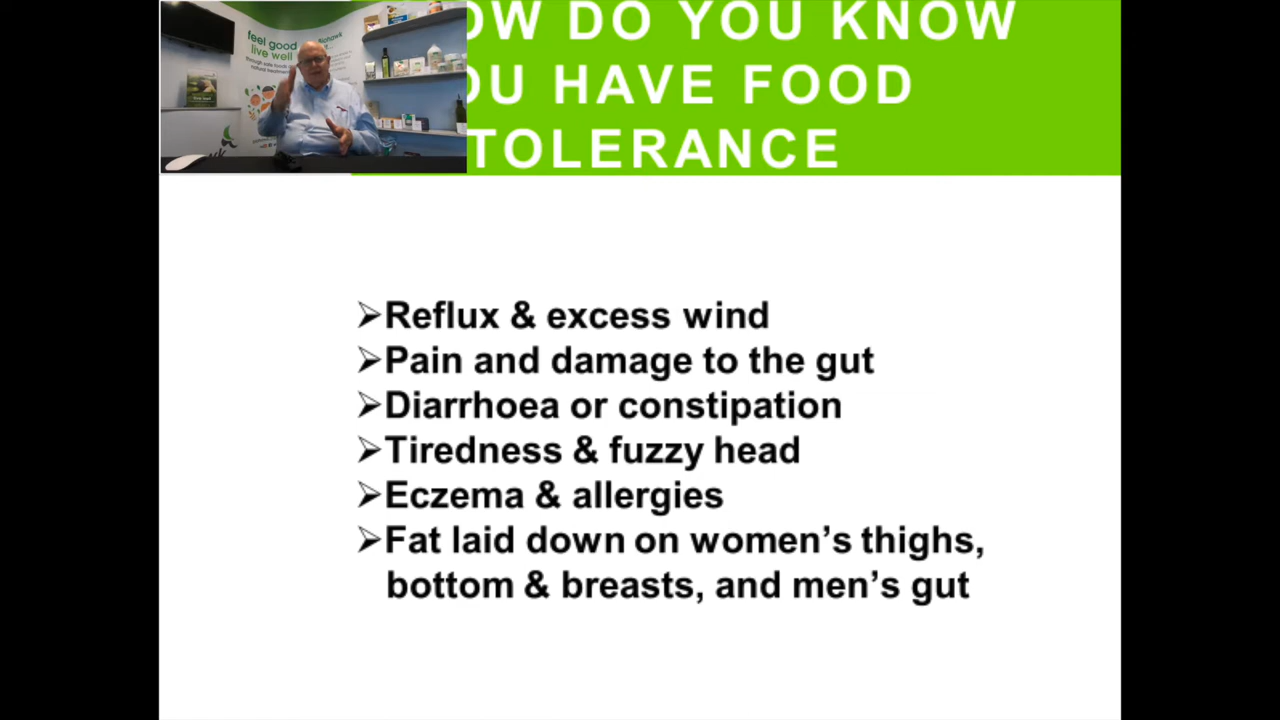 OW DO YOU KNOW
OU HAVE FOOD
TOLERANCE
feel good
live well
➢Reflux & excess wind
➢Pain and damage to the gut
➢Diarrhoea or constipation
➢Tiredness & fuzzy head
➢Eczema & allergies
➢Fat laid down on women’s thighs,
bottom & breasts, and men’s gut